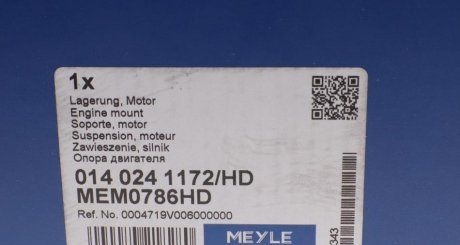 1x
Lagerung, Motor
Engine mount
Soporte, motor
Suspension, moteur
Zawieszenie, silnik
Опора двигателя
014 024 1172/HD
MEM0786HD
Ref. No. 0004719V006000000
MEYLE
343